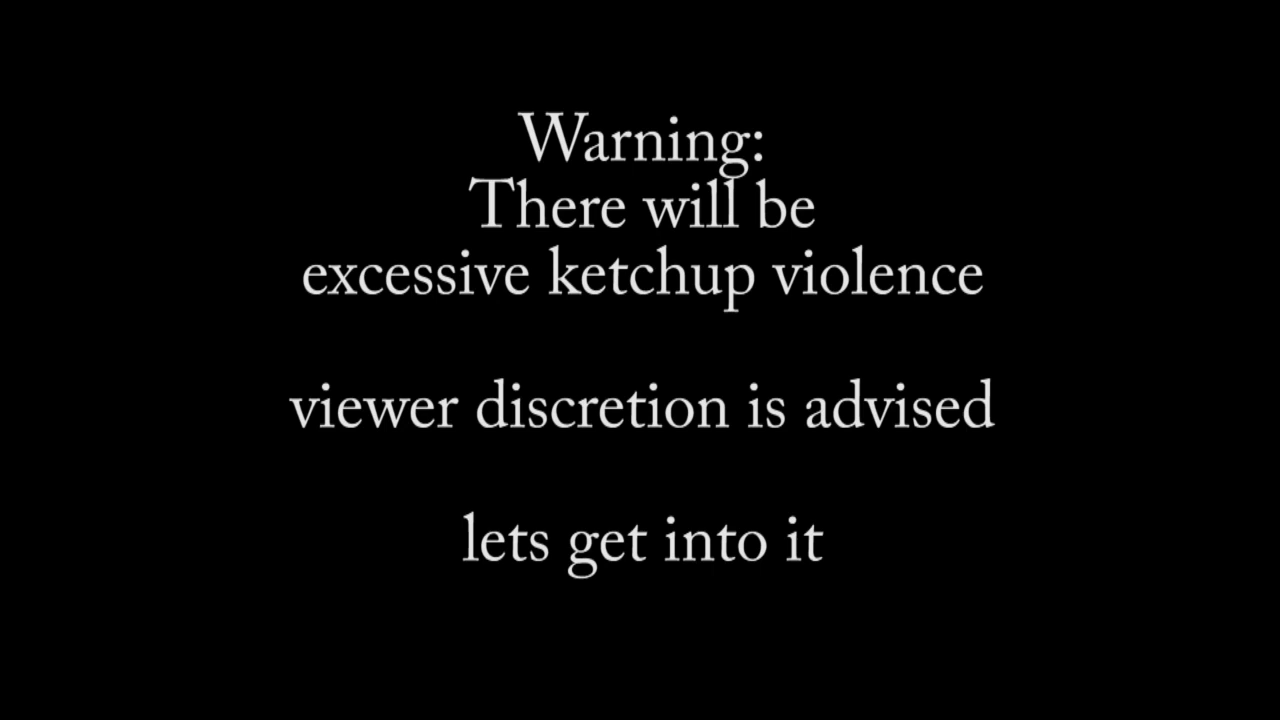 Warning:
There will be
excessive ketchup violence
viewer discretion is advised
lets get into it